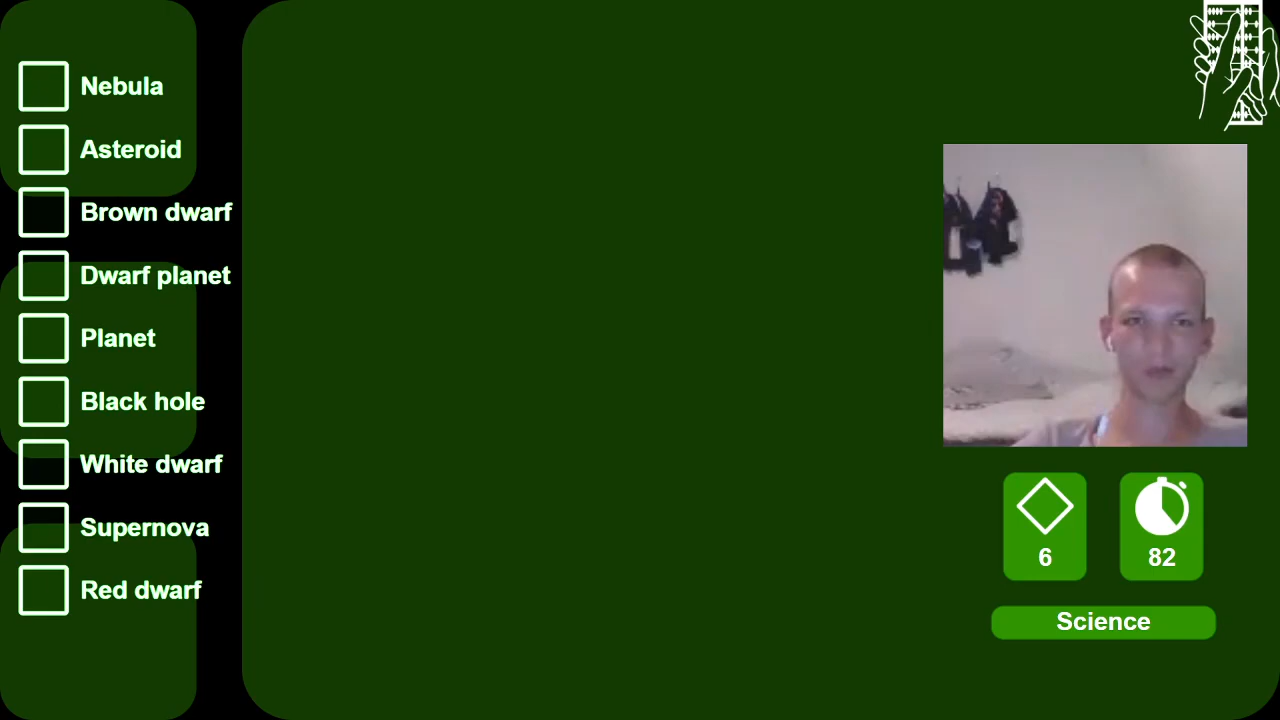 Nebula
Asteroid
Brown dwarf
Dwarf planet
Planet
Black hole
White dwarf
Supernova
Red dwarf
6
82
Science